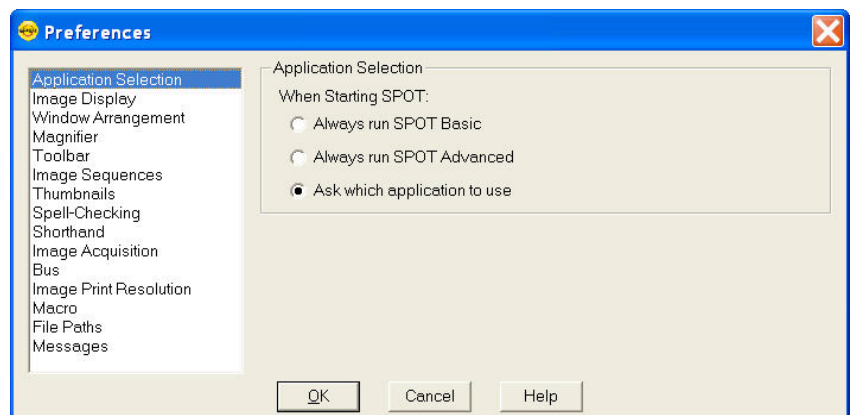 Preferences
Application Selection
Image Display
Window Arrangement
Magnifier
Toolbar
Image Sequences
Thumbnails
Spell-Checking
Shorthand
Image Acquisition
Bus
Image Print Resolution
Macro
File Paths
Messages
Application Selection
When Starting SPOT:
Always run SPOT Basic
Always run SPOT Advanced
Ask which application to use
OK
Cancel
Help